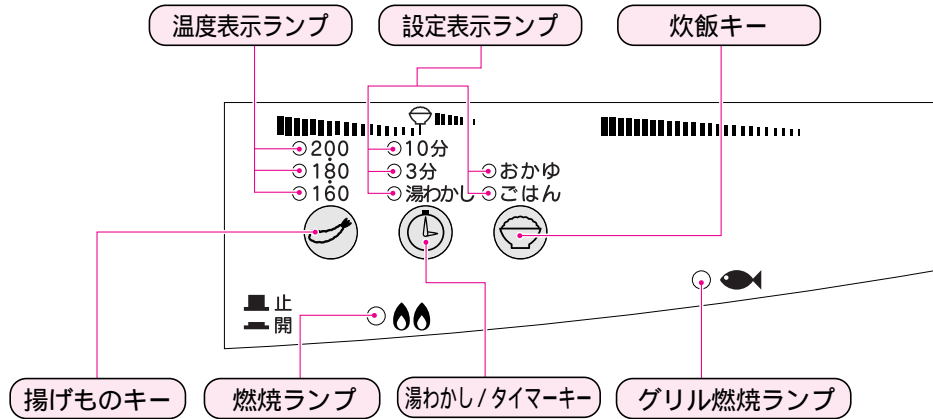 温度表示ランプ
設定表示ランプ
炊飯キー
200
10分
180
3分
おかゆ
160
湯わかし
ごはん
止
開
揚げものキー
燃焼ランプ
湯わかし/タイマーキー
グリル燃焼ランプ